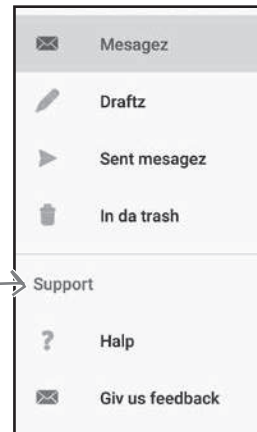 Mesagez
Draftz
Sent mesagez
In da trash
Support
Halp
Giv us feedback